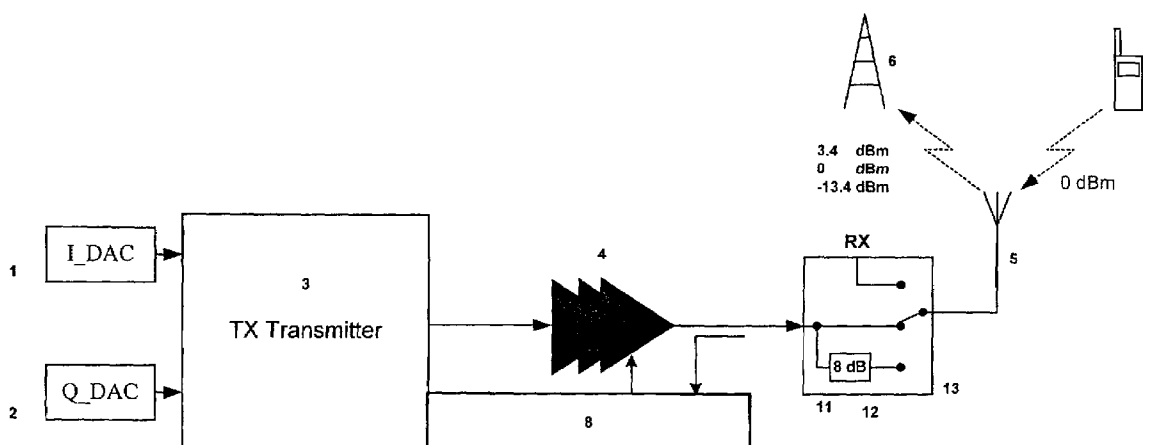 6
3.4 dBm
0 dBm
-13.4 dBm
0 dBm
1
I_DAC
3
TX Transmitter
4
RX
5
2
Q_DAC
8
8 dB
11
12
13